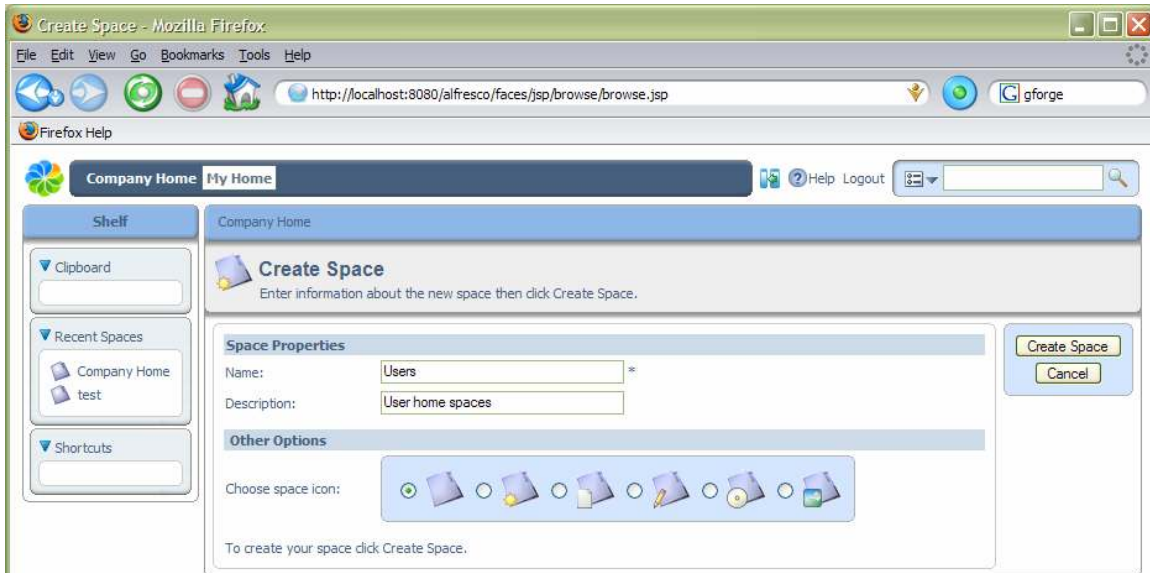 Create Space - Mozilla Firefox
File Edit View Go Bookmarks Tools Help
http://localhost:8080/alfresco/faces/jsp/browse/browse.jsp
G gforge
Firefox Help
Company Home My Home
Help Logout
Shelf
Company Home
Clipboard
Create Space
Enter information about the new space then click Create Space.
Recent Spaces
Company Home
test
Shortcuts
Space Properties
Name: Users *
Description: User home spaces
Other Options
Choose space icon:
To create your space click Create Space.
Create Space
Cancel